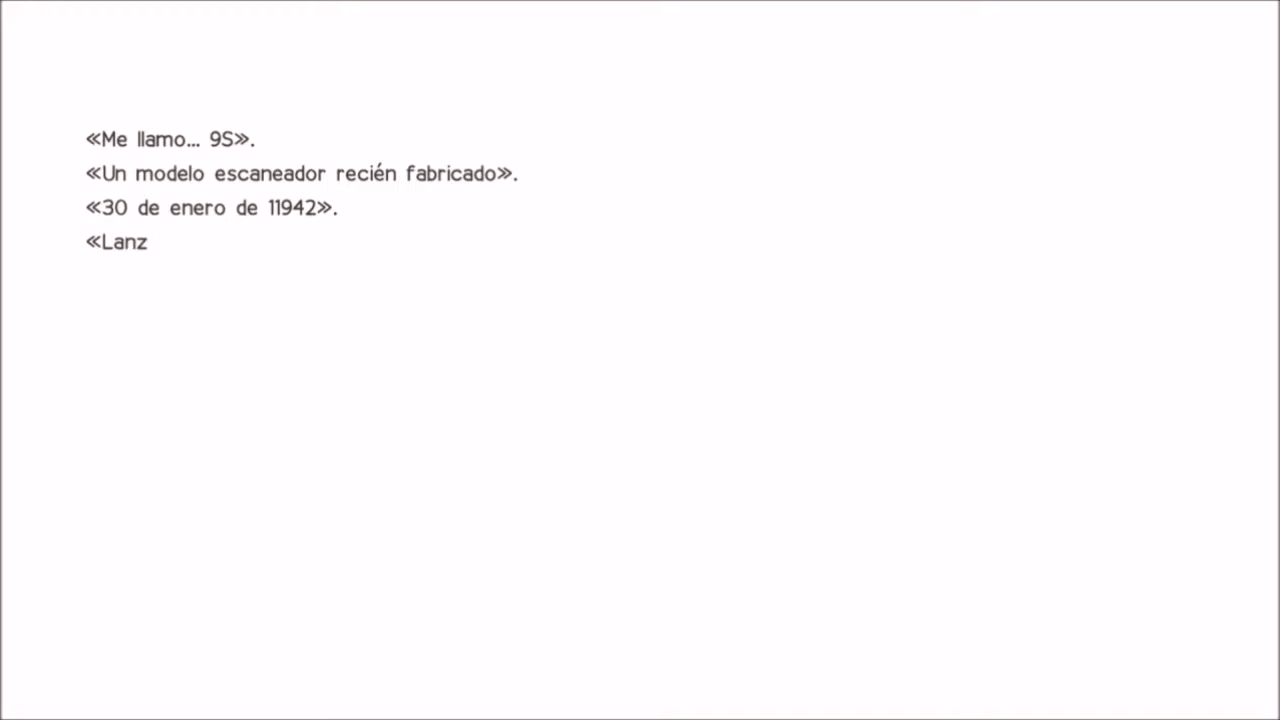 «Me llamo... 9S».
«Un modelo escaneador recién fabricado».
«30 de enero de 11942».
«Lanz